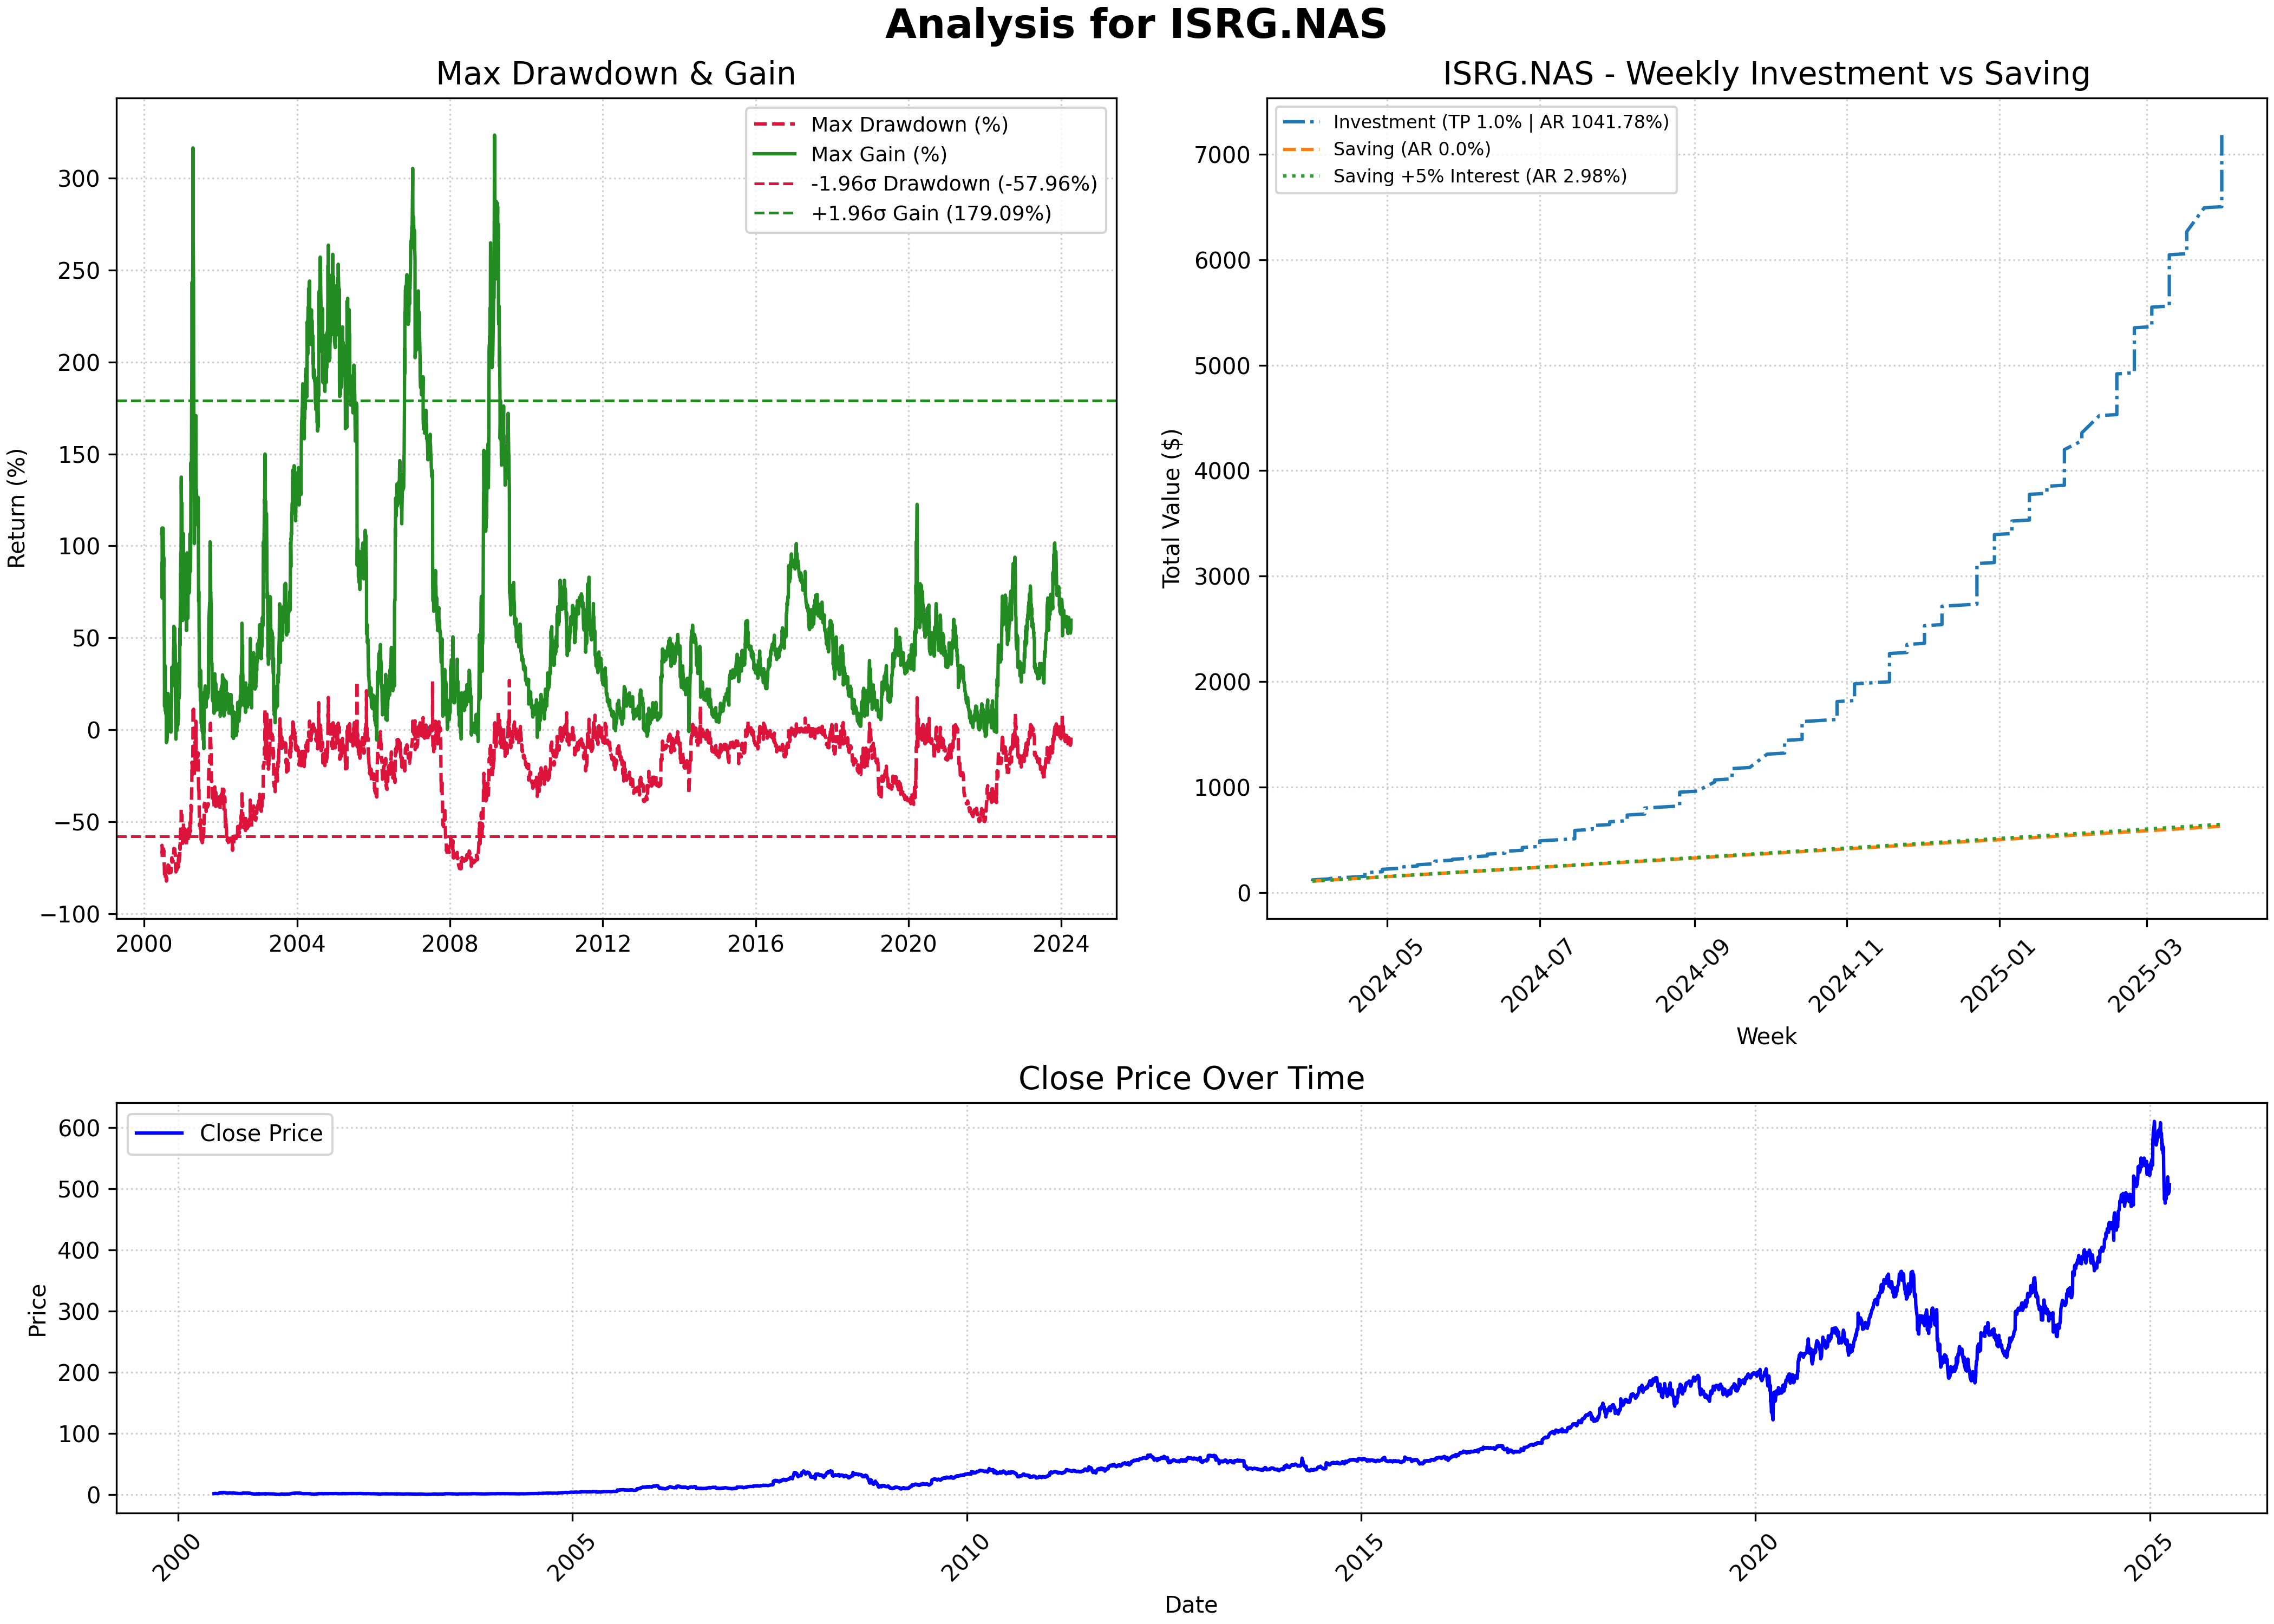 Analysis for ISRG.NAS
Max Drawdown & Gain
Return (%)
300
250
200
150
100
50
0
−50
−100
2000 2004 2008 2012 2016 2020 2024
Max Drawdown (%)
Max Gain (%)
-1.96σ Drawdown (-57.96%)
+1.96σ Gain (179.09%)
ISRG.NAS - Weekly Investment vs Saving
Total Value ($)
7000
6000
5000
4000
3000
2000
1000
0
Investment (TP 1.0% | AR 1041.78%)
Saving (AR 0.0%)
Saving +5% Interest (AR 2.98%)
2024-05 2024-07 2024-09 2024-11 2025-01 2025-03
Week
Close Price Over Time
Price
600
500
400
300
200
100
0
Close Price
2000 2005 2010 2015 2020 2025
Date